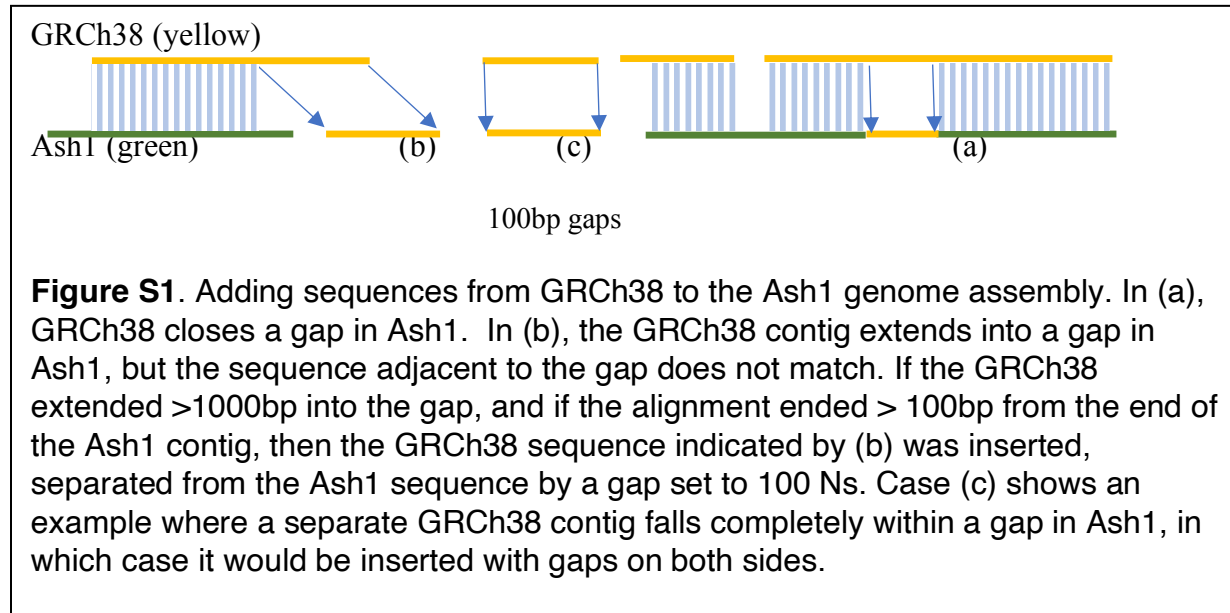 GRCh38 (yellow)
Ash1 (green)
(b)
(c)
(a)
100bp gaps
Figure S1. Adding sequences from GRCh38 to the Ash1 genome assembly. In (a),
GRCh38 closes a gap in Ash1.  In (b), the GRCh38 contig extends into a gap in
Ash1, but the sequence adjacent to the gap does not match. If the GRCh38
extended >1000bp into the gap, and if the alignment ended > 100bp from the end of
the Ash1 contig, then the GRCh38 sequence indicated by (b) was inserted,
separated from the Ash1 sequence by a gap set to 100 Ns. Case (c) shows an
example where a separate GRCh38 contig falls completely within a gap in Ash1, in
which case it would be inserted with gaps on both sides.